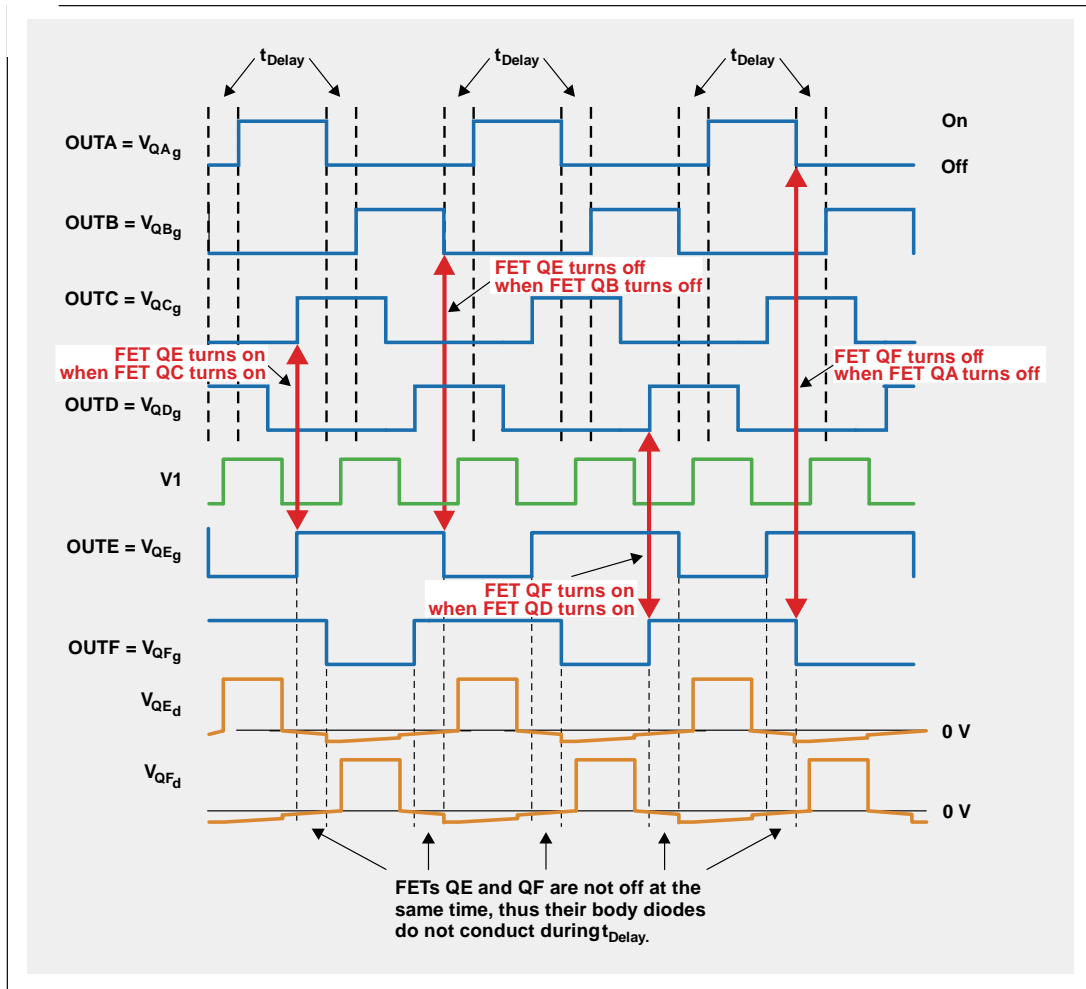 tDelay tDelay tDelay
On
OUTA = VQAg
Off
OUTB = VQBg
FET QE turns off
when FET QB turns off
OUTC = VQCg
FET QE turns on
when FET QC turns on
FET QF turns off
when FET QA turns off
OUTD = VQDg
V1
OUTE = VQEg
FET QF turns on
when FET QD turns on
OUTF = VQFg
VQEd
0 V
VQFd
0 V
FETs QE and QF are not off at the
same time, thus their body diodes
do not conduct during tDelay.